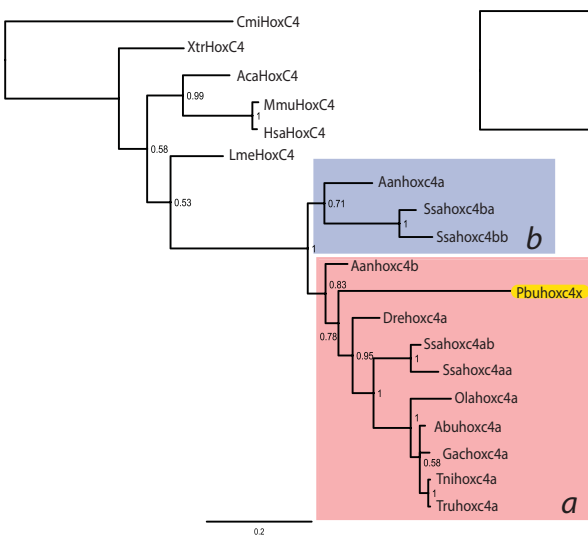 CmiHoxC4
XtrHoxC4
AcaHoxC4
0.99
MmuHoxC4
1
HsaHoxC4
0.58
LmeHoxC4
Aanhoxc4a
0.53
0.71
Ssahoxc4ba
1
Ssahoxc4bb
b
1
Aanhoxc4b
0.83
Pbuhoxc4x
Drehoxc4a
0.78
Ssahoxc4ab
0.95
1
Ssahoxc4aa
1
Olahoxc4a
1
Abuhoxc4a
Gachoxc4a
0.58
Tnihoxc4a
1
Truhoxc4a
a
0.2